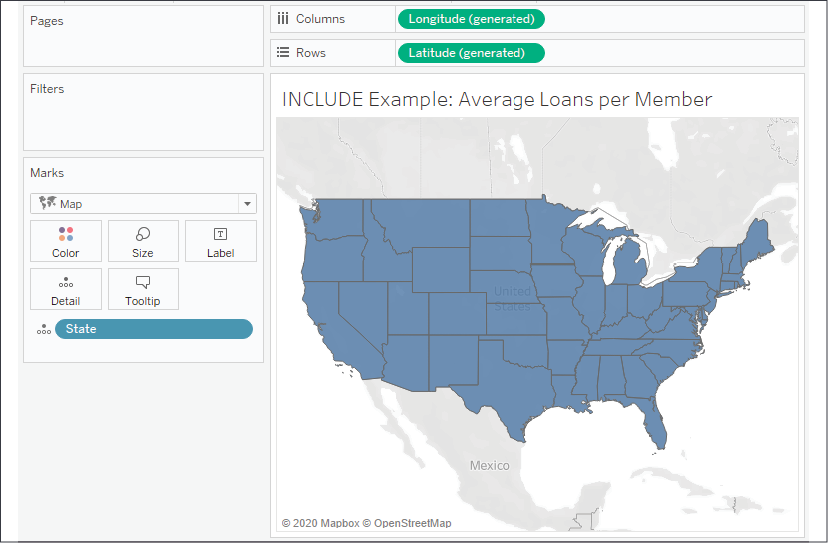 Pages
Columns
Longitude (generated)
Rows
Latitude (generated)
Filters
INCLUDE Example: Average Loans per Member
Marks
Map
Color
Size
Label
Detail
Tooltip
State
United
States
Mexico
© 2020 Mapbox © OpenStreetMap